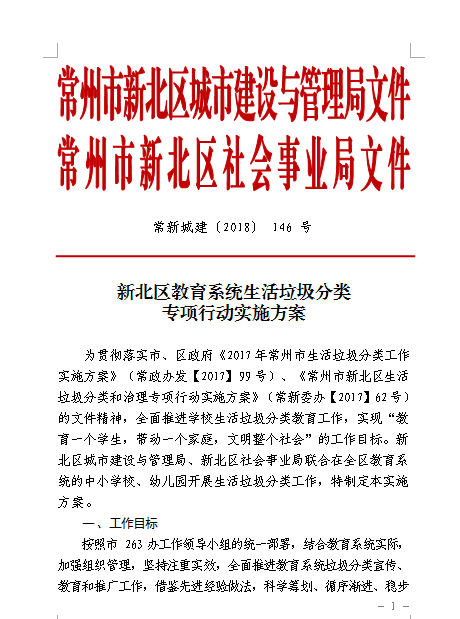 常州市新北区城市建设与管理局文件
常州市新北区社会事业局文件
常新城建〔2018〕 146 号
新北区教育系统生活垃圾分类
专项行动实施方案
为贯彻落实市、区政府《2017年常州市生活垃圾分类工作
实施方案》（常政办发【2017】99号）、《常州市新北区生活
垃圾分类和治理专项行动实施方案》（常新委办【2017】62号）
的文件精神，全面推进学校生活垃圾分类教育工作，实现“教
育一个学生，带动一个家庭，文明整个社会”的工作目标。新
北区城市建设与管理局、新北区社会事业局联合在全区教育系
统的中小学校、幼儿园开展生活垃圾分类工作，特制定本实施
方案。
一、工作目标
按照市 263 办工作领导小组的统一部署，结合教育系统实际，
加强组织管理，坚持注重实效，全面推进教育系统垃圾分类宣传、
教育和推广工作，借鉴先进经验做法，科学筹划、循序渐进、稳步
— 1 —